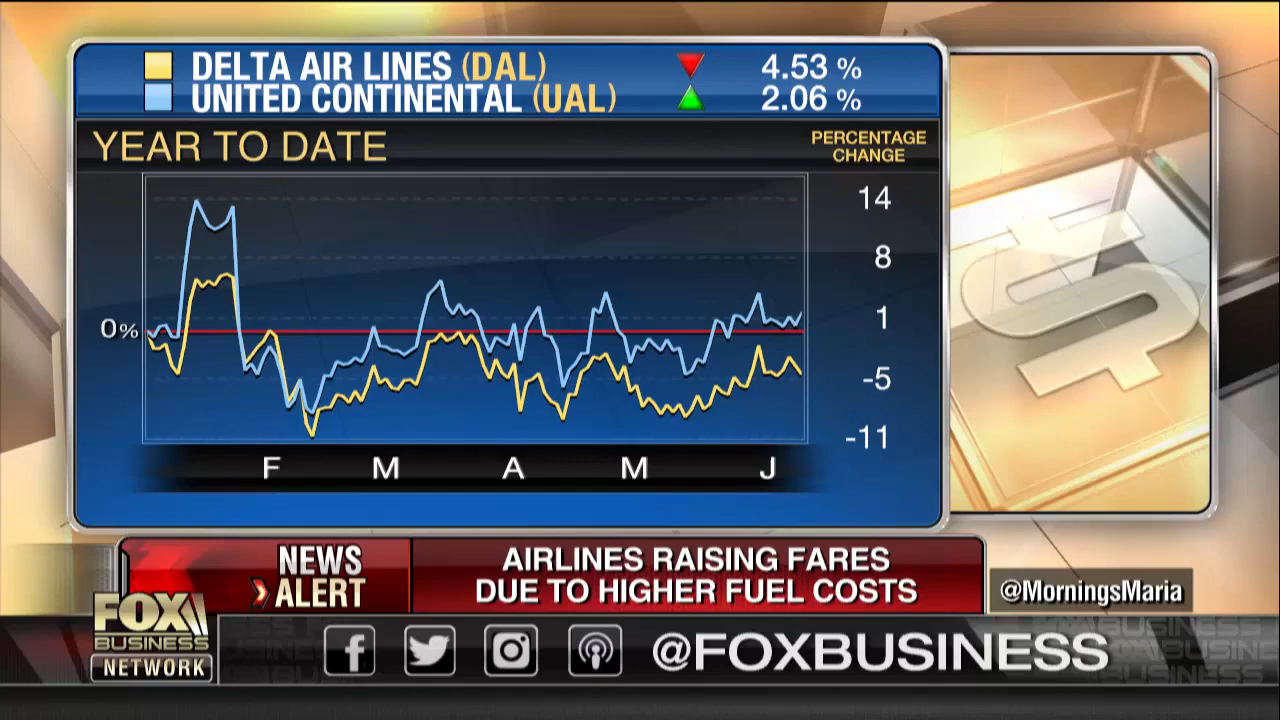 DELTA AIR LINES (DAL) 4.53 %
UNITED CONTINENTAL (UAL) 2.06 %
YEAR TO DATE
PERCENTAGE
CHANGE
14
8
0%
1
-5
-11
F M A M J
NEWS
ALERT
AIRLINES RAISING FARES
DUE TO HIGHER FUEL COSTS
@MorningsMaria
FOX
BUSINESS
NETWORK
@FOXBUSINESS